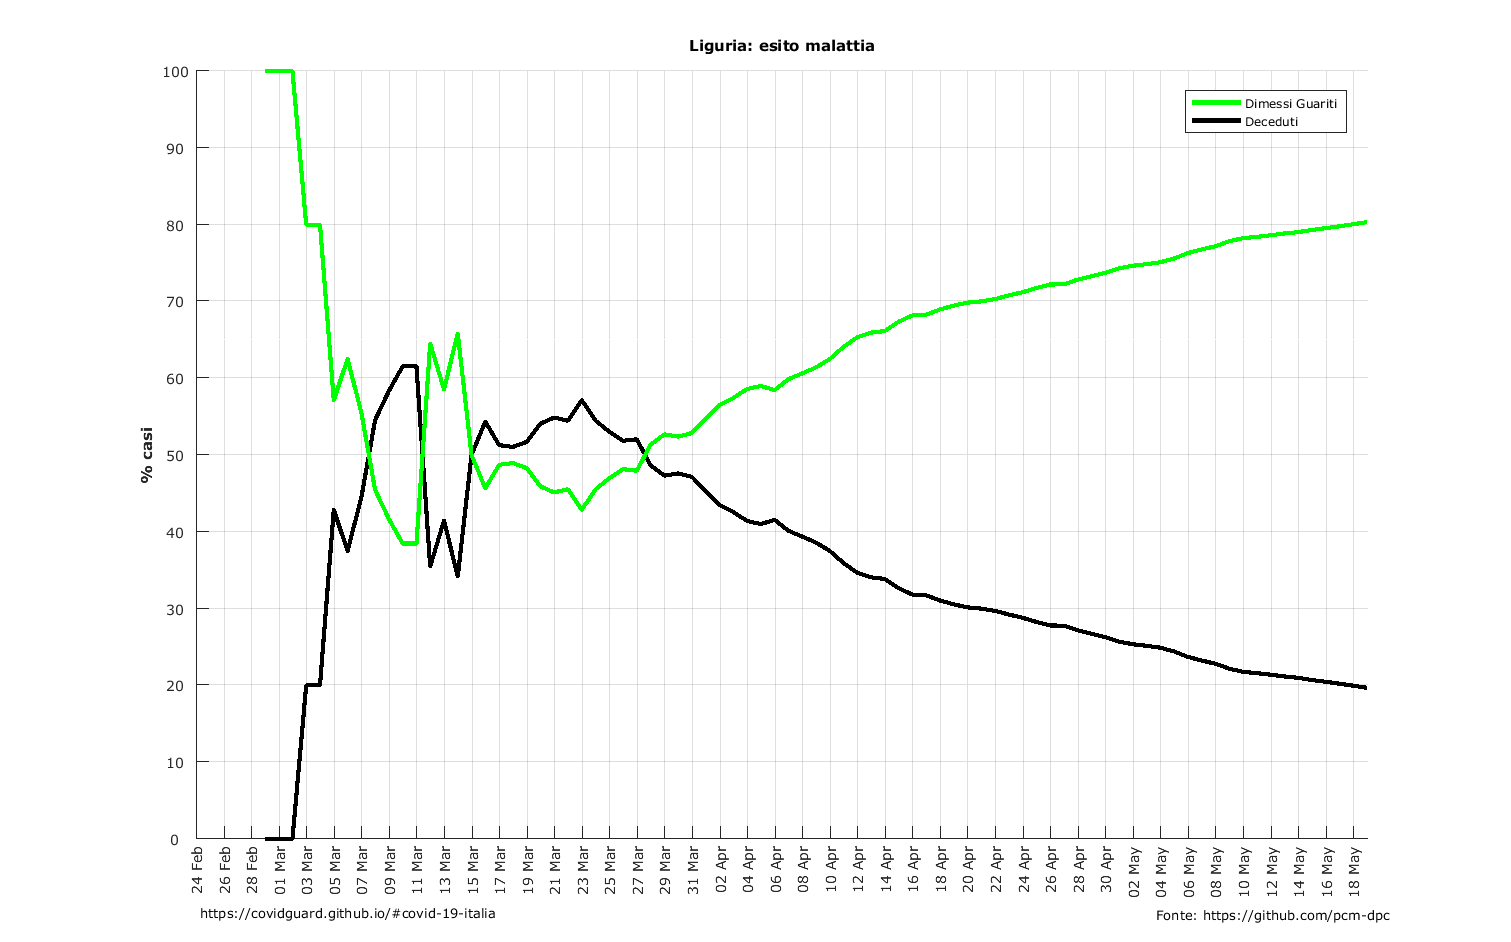 Liguria: esito malattia
Dimessi Guariti
Deceduti
% casi
100
90
80
70
60
50
40
30
20
10
0
24 Feb
26 Feb
28 Feb
01 Mar
03 Mar
05 Mar
07 Mar
09 Mar
11 Mar
13 Mar
15 Mar
17 Mar
19 Mar
21 Mar
23 Mar
25 Mar
27 Mar
29 Mar
31 Mar
02 Apr
04 Apr
06 Apr
08 Apr
10 Apr
12 Apr
14 Apr
16 Apr
18 Apr
20 Apr
22 Apr
24 Apr
26 Apr
28 Apr
30 Apr
02 May
04 May
06 May
08 May
10 May
12 May
14 May
16 May
18 May
https://covidguard.github.io/#covid-19-italia
Fonte: https://github.com/pcm-dpc